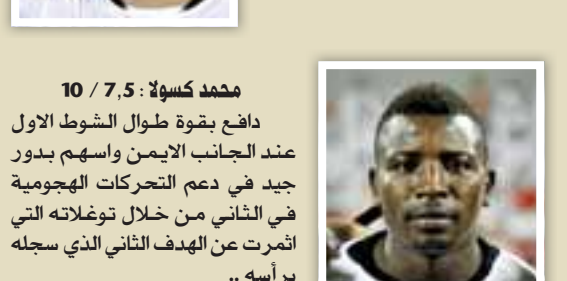 محمد كسولا : 7,5 / 10
دافع بقوة طوال الشوط الاول
عند الجانب الايمن واسهم بدور
جيد في دعم التحركات الهجومية
في الثاني من خلال توغلاته التي
اثمرت عن الهدف الثاني الذي سجله
برأسه ..